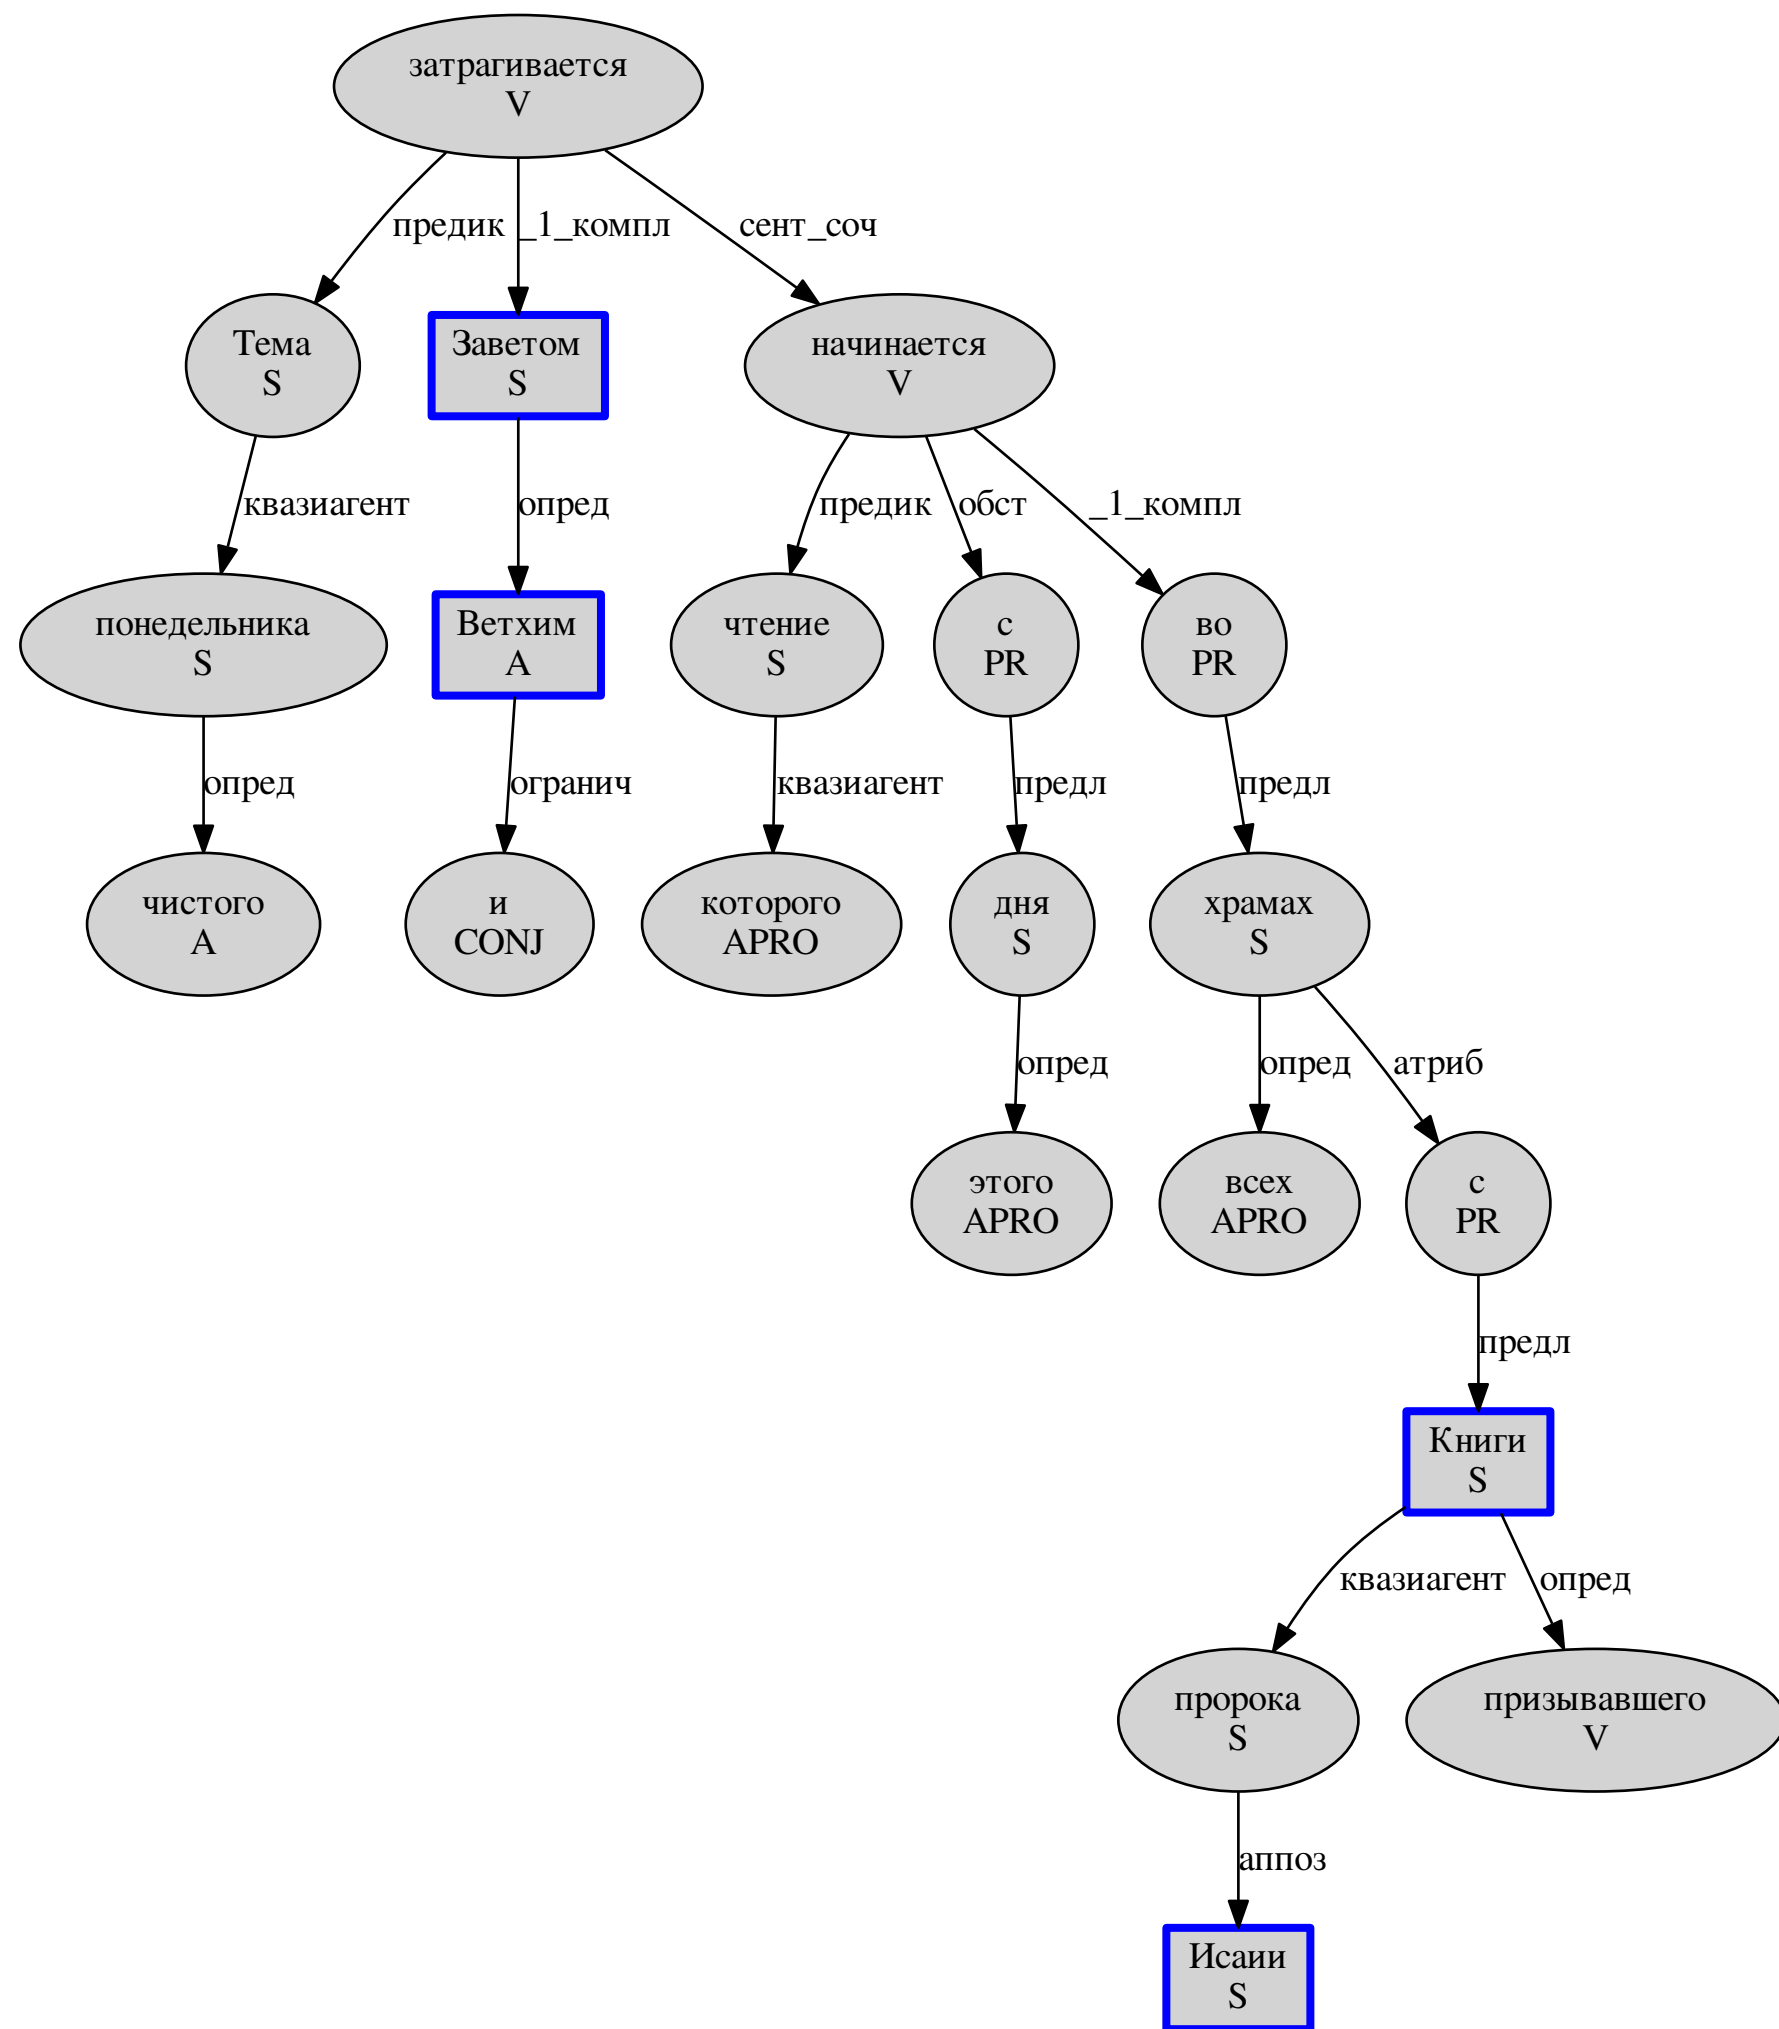 затрагивается
V
предик
_1_компл
сент_соч
Тема
S
Заветом
S
начинается
V
квазиагент
опред
предик
обст
_1_компл
понедельника
S
Ветхим
A
чтение
S
с
PR
во
PR
опред
огранич
квазиагент
предл
предл
чистого
A
и
CONJ
которого
APRO
дня
S
храмах
S
опред
опред
атриб
этого
APRO
всех
APRO
с
PR
предл
Книги
S
квазиагент
опред
пророка
S
призывавшего
V
аппоз
Исаии
S